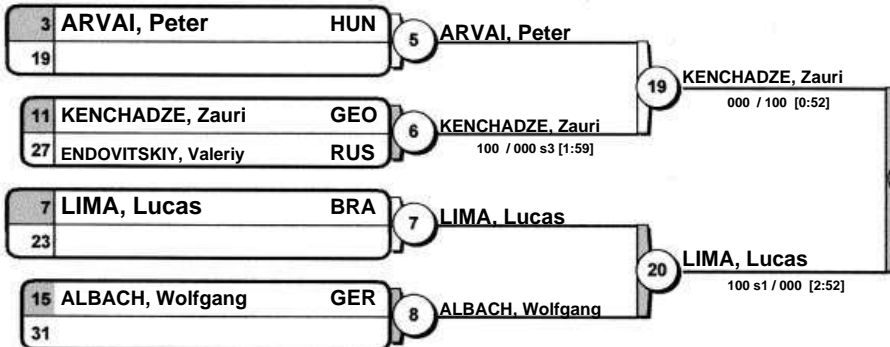 3 ARVAI, Peter HUN
19
5 ARVAI, Peter
11 KENCHADZE, Zauri GEO
27 ENDOVITSKIY, Valeriy RUS
6 KENCHADZE, Zauri
100 / 000 s3 [1:59]
19 KENCHADZE, Zauri
000 / 100 [0:52]
7 LIMA, Lucas BRA
23
7 LIMA, Lucas
15 ALBACH, Wolfgang GER
31
8 ALBACH, Wolfgang
20 LIMA, Lucas
100 s1 / 000 [2:52]